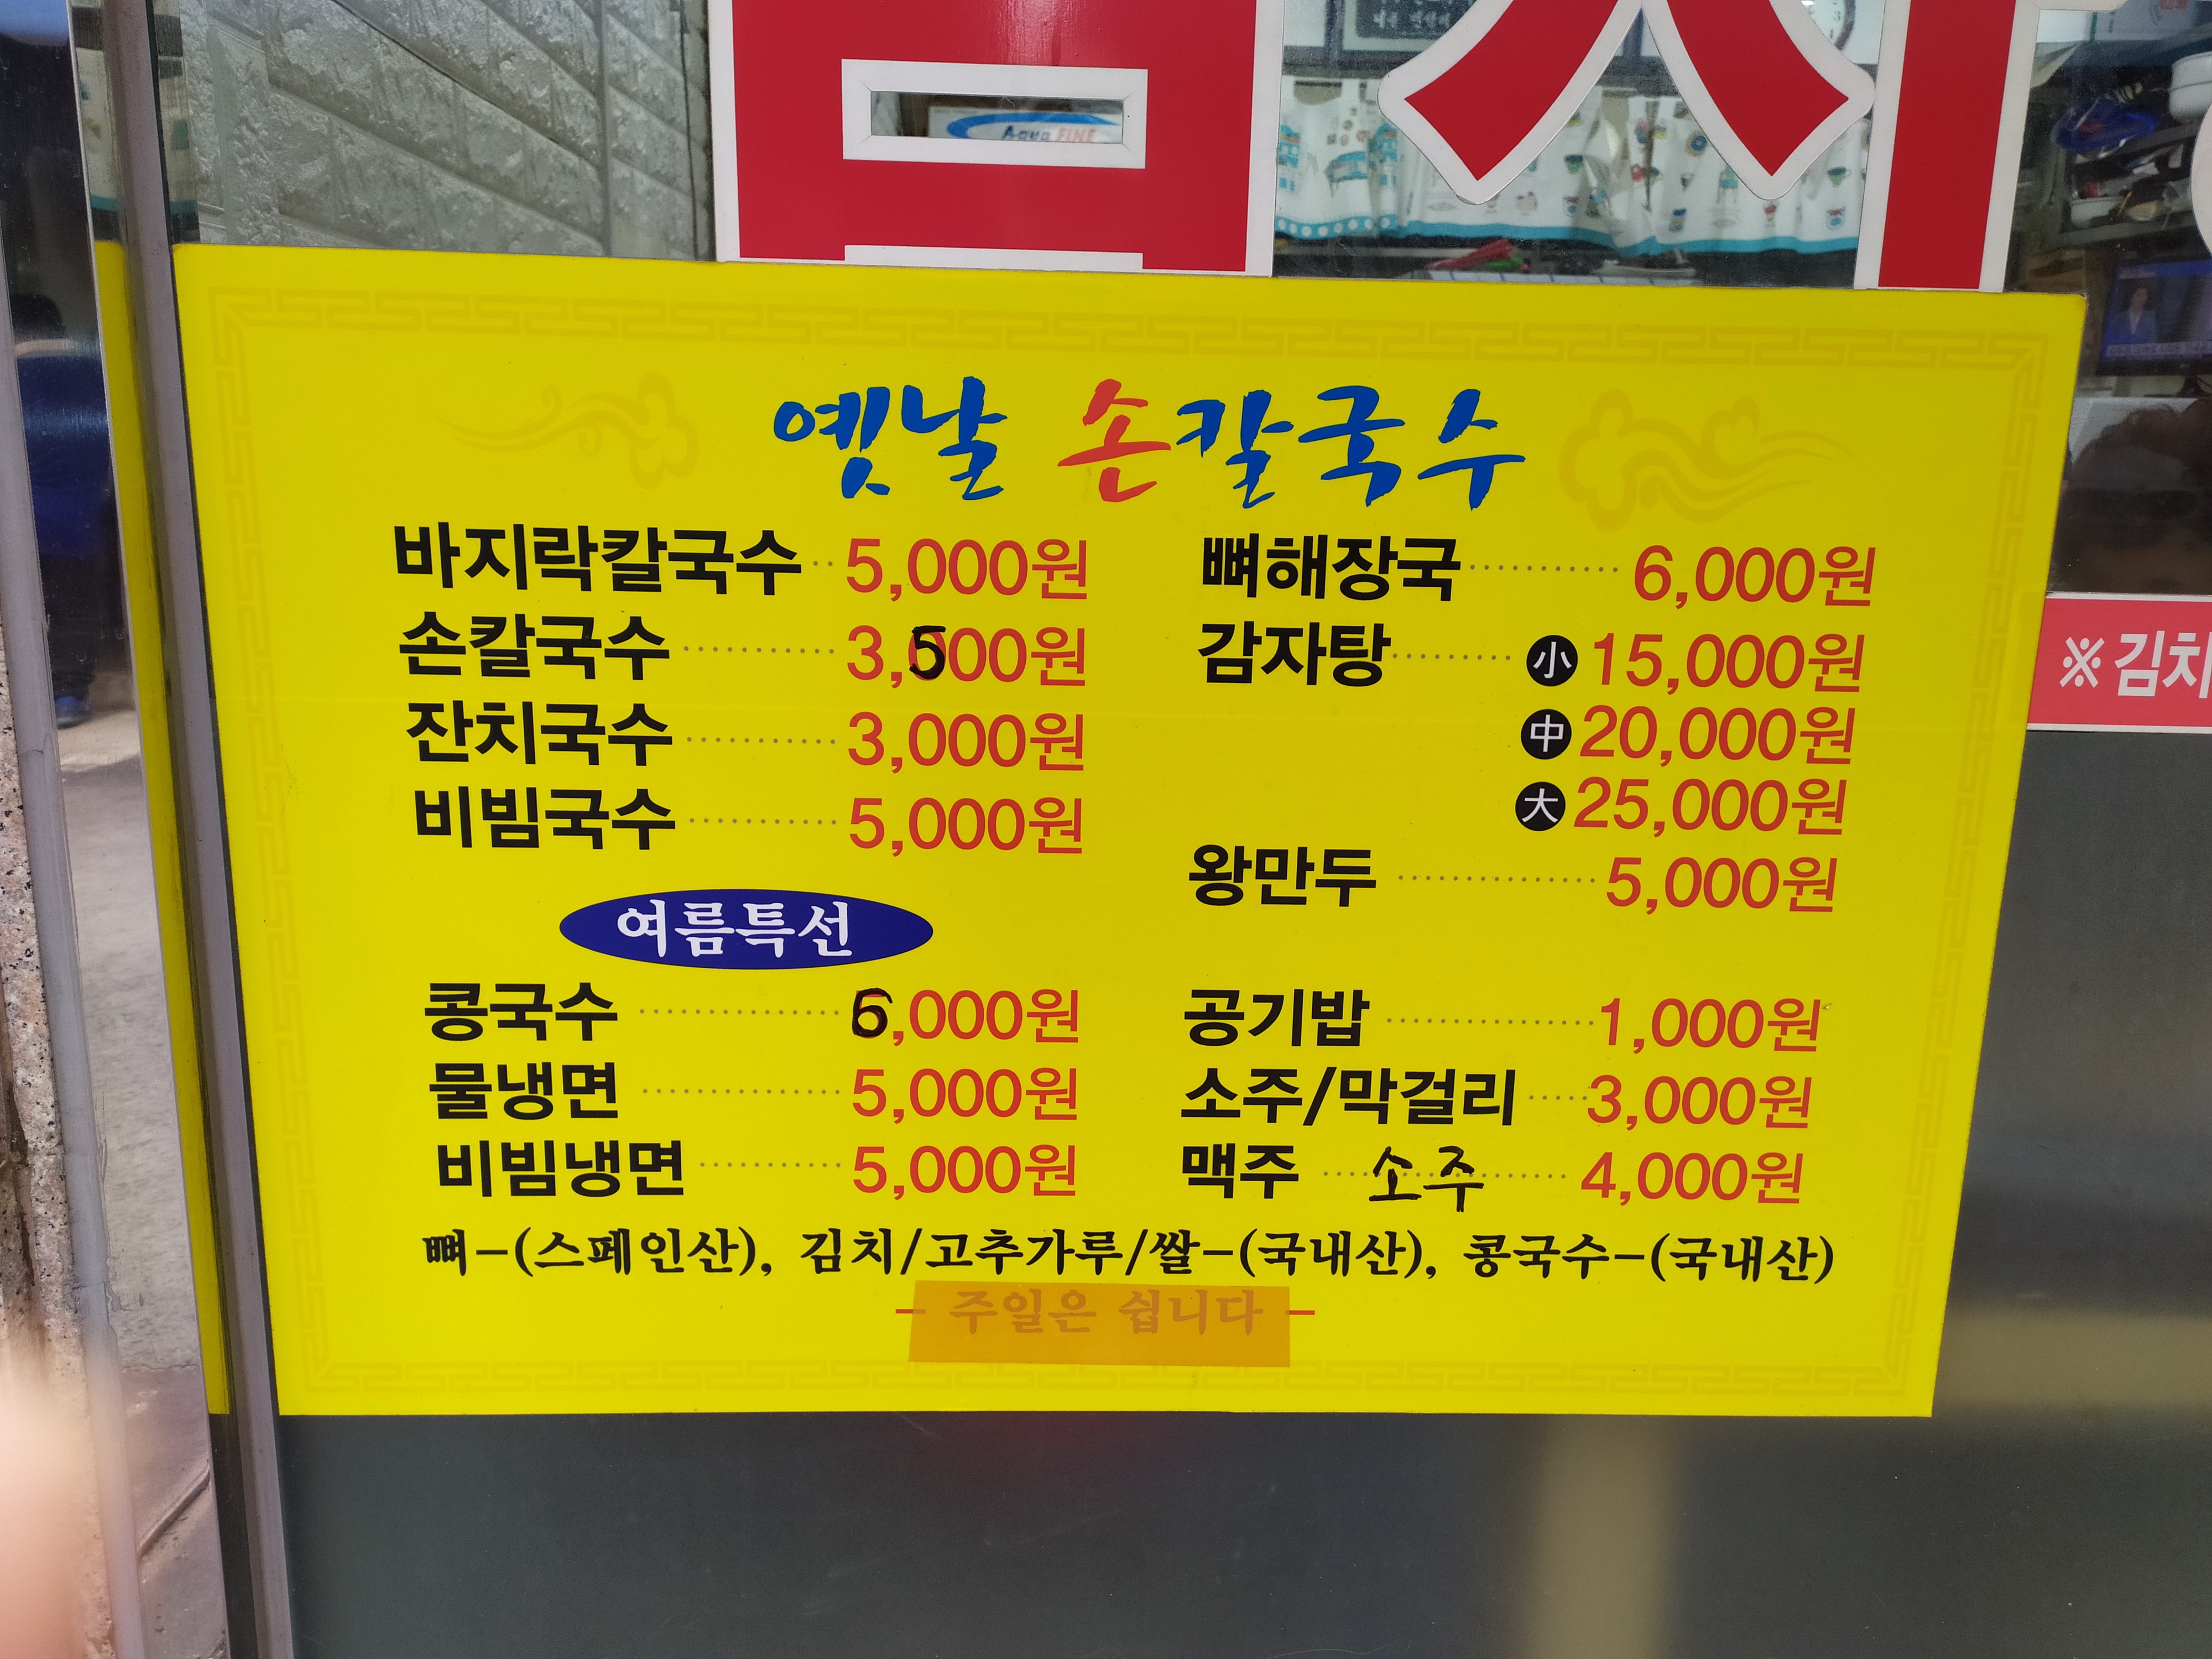 Aqua FINE
옛날 손칼국수
바지락칼국수 5,000원
손칼국수 3,500원
잔치국수 3,000원
비빔국수 5,000원
여름특선
콩국수 6,000원
물냉면 5,000원
비빔냉면 5,000원
뼈해장국 6,000원
감자탕 小 15,000원
中 20,000원
大 25,000원
왕만두 5,000원
공기밥 1,000원
소주/막걸리 3,000원
맥주 소주 4,000원
뼈-(스페인산), 김치/고추가루/쌀-(국내산), 콩국수-(국내산)
- 주일은 쉽니다 -
※김치